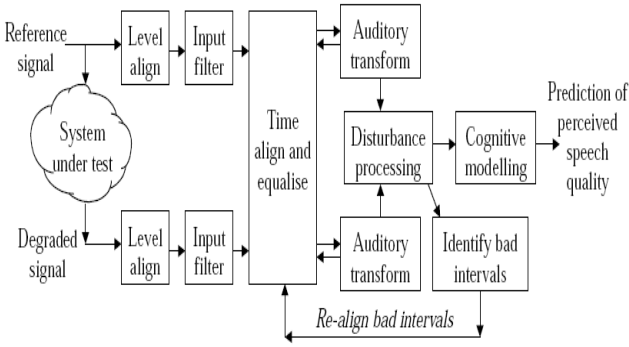 Reference
signal
Level
align
Input
filter
Auditory
transform
System
under test
Time
align and
equalise
Disturbance
processing
Cognitive
modelling
Prediction of
perceived
speech
quality
Degraded
signal
Level
align
Input
filter
Auditory
transform
Identify bad
intervals
Re-align bad intervals